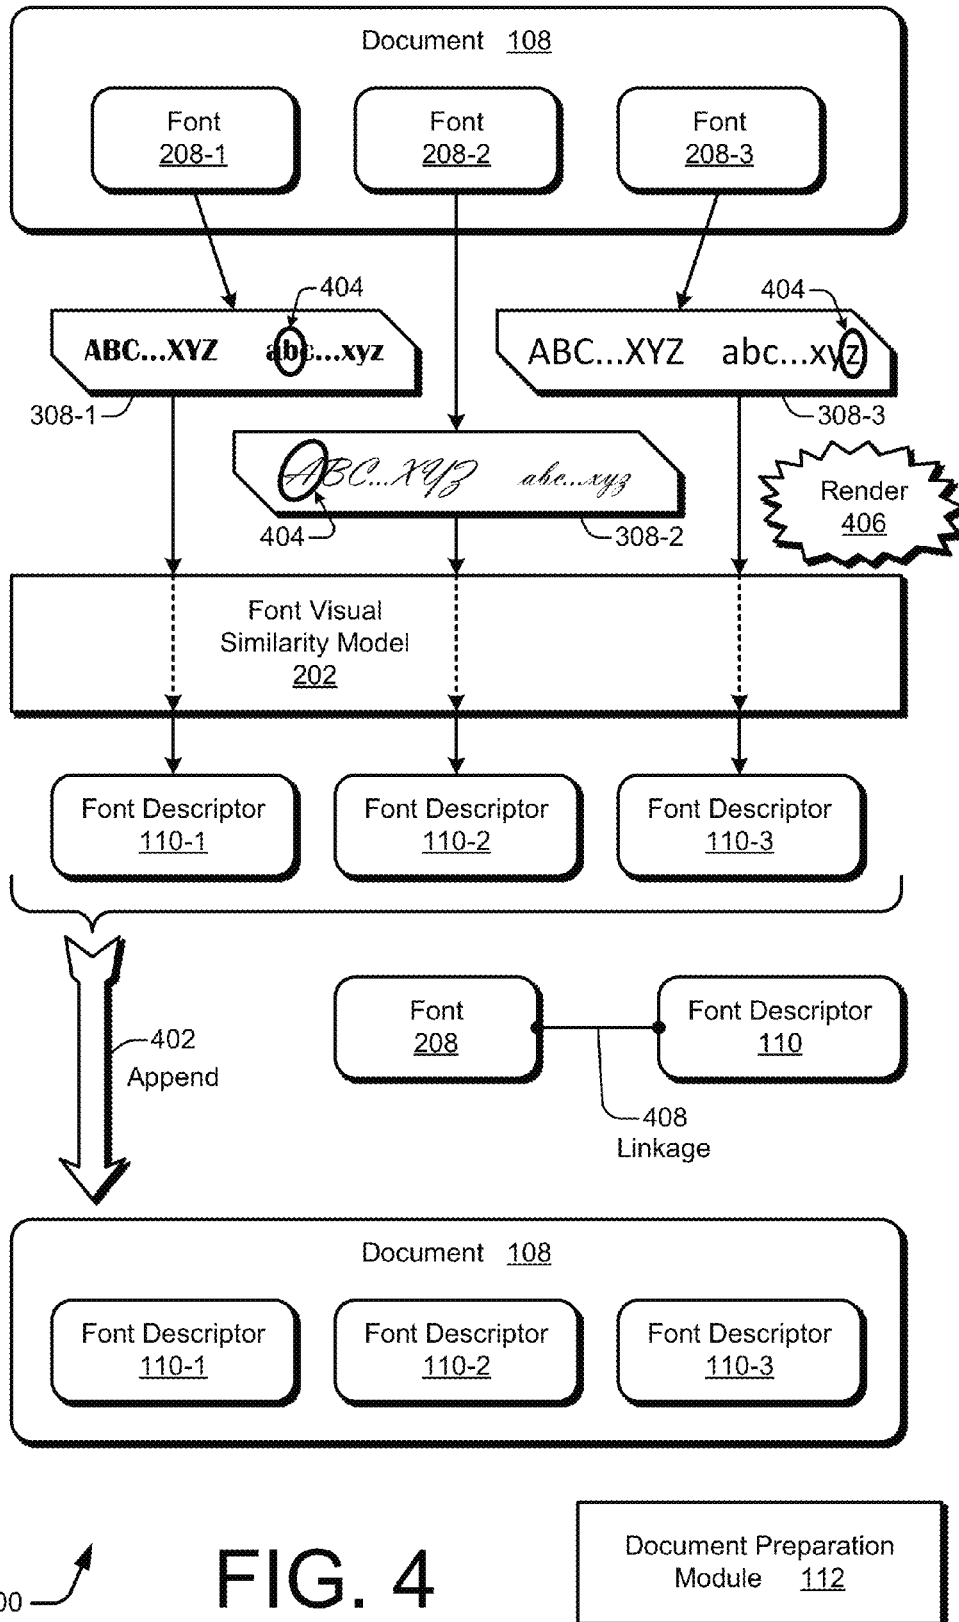 Document 108
Font Font Font
208-1 208-2 208-3
404 404
ABC...XYZ abc...xyz ABC...XYZ abc...xyz
308-1 308-3
ABC...XYZ abc...xyz
Render
406
404 308-2
Font Visual
Similarity Model
202
Font Descriptor Font Descriptor Font Descriptor
110-1 110-2 110-3
Font Font Descriptor
208 110
402
Append
408
Linkage
Document 108
Font Descriptor Font Descriptor Font Descriptor
110-1 110-2 110-3
FIG. 4
Document Preparation
Module 112